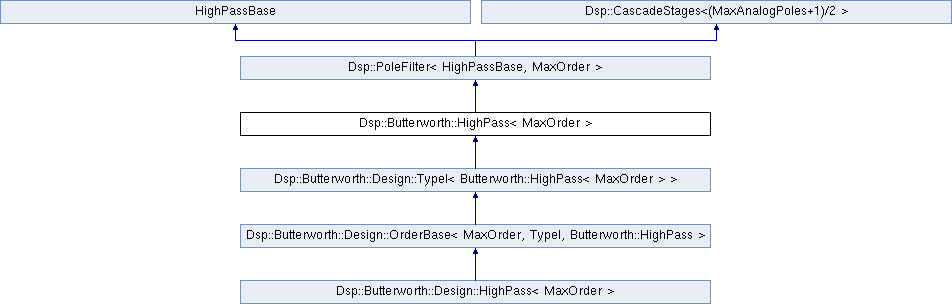 HighPassBase
Dsp::CascadeStages<(MaxAnalogPoles+1)/2 >
Dsp::PoleFilter< HighPassBase, MaxOrder >
Dsp::Butterworth::HighPass< MaxOrder >
Dsp::Butterworth::Design::TypeI< Butterworth::HighPass< MaxOrder > >
Dsp::Butterworth::Design::OrderBase< MaxOrder, TypeI, Butterworth::HighPass >
Dsp::Butterworth::Design::HighPass< MaxOrder >